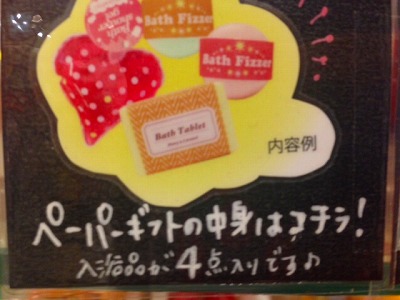 Bath Fizzer
Bath Fizzer
Bath Tablet
内容例
ペーパーギフトの中身はコチラ！
入浴品が4点入りです♪